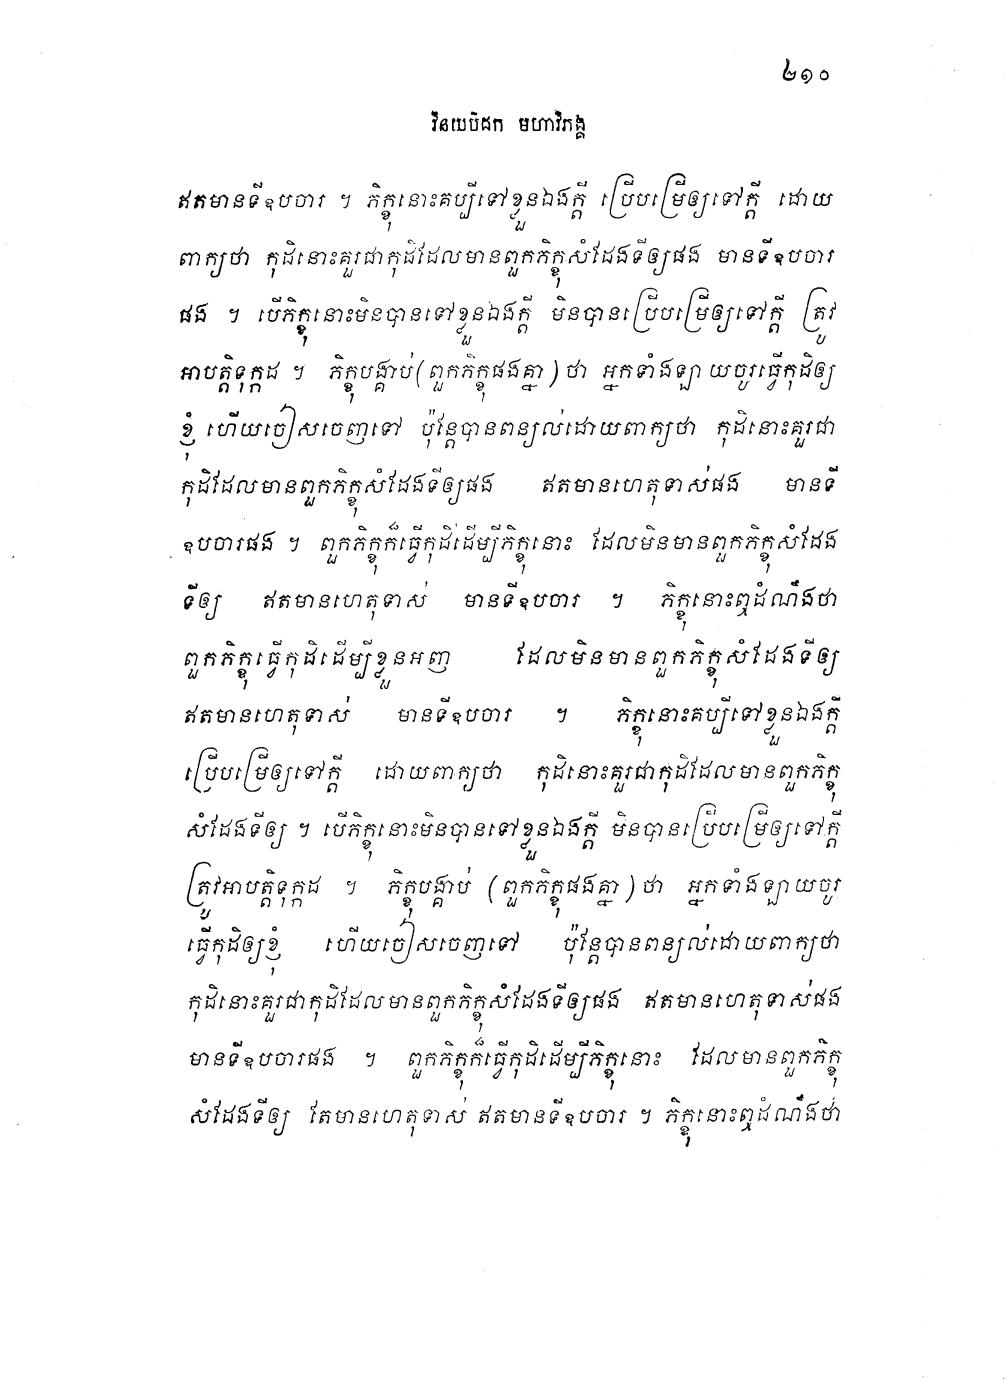 ២១០
វិនយបិដក មហាវិភង្គ
ឥតមានទីឧបចារ ។ ភិក្ខុនោះគប្បីទៅខ្លួនឯងក្តី ប្រើបម្រើឲ្យទៅក្តី ដោយ
ពាក្យថា កុដិនោះគួរជាកុដិដែលមានពួកភិក្ខុសំដែងទីឲ្យផង មានទីឧបចារ
ផង ។ បើភិក្ខុនោះមិនបានទៅខ្លួនឯងក្តី មិនបានប្រើបម្រើឲ្យទៅក្តី ត្រូវ
អាបត្តិទុក្កដ ។ ភិក្ខុបង្គាប់ (ពួកភិក្ខុផងគ្នា) ថា អ្នកទាំងឡាយចូរធ្វើកុដិឲ្យ
ខ្ញុំ ហើយចៀសចេញទៅ ប៉ុន្តែបានពន្យល់ដោយពាក្យថា កុដិនោះគួរជា
កុដិដែលមានពួកភិក្ខុសំដែងទីឲ្យផង ឥតមានហេតុទាស់ផង មានទី
ឧបចារផង ។ ពួកភិក្ខុក៏ធ្វើកុដិដើម្បីភិក្ខុនោះ ដែលមិនមានពួកភិក្ខុសំដែង
ទីឲ្យ ឥតមានហេតុទាស់ មានទីឧបចារ ។ ភិក្ខុនោះឮដំណឹងថា
ពួកភិក្ខុធ្វើកុដិដើម្បីខ្លួនអញ ដែលមិនមានពួកភិក្ខុសំដែងទីឲ្យ
ឥតមានហេតុទាស់ មានទីឧបចារ ។ ភិក្ខុនោះគប្បីទៅខ្លួនឯងក្តី
ប្រើបម្រើឲ្យទៅក្តី ដោយពាក្យថា កុដិនោះគួរជាកុដិដែលមានពួកភិក្ខុ
សំដែងទីឲ្យ ។ បើភិក្ខុនោះមិនបានទៅខ្លួនឯងក្តី មិនបានប្រើបម្រើឲ្យទៅក្តី
ត្រូវអាបត្តិទុក្កដ ។ ភិក្ខុបង្គាប់ (ពួកភិក្ខុផងគ្នា) ថា អ្នកទាំងឡាយចូរ
ធ្វើកុដិឲ្យខ្ញុំ ហើយចៀសចេញទៅ ប៉ុន្តែបានពន្យល់ដោយពាក្យថា
កុដិនោះគួរជាកុដិដែលមានពួកភិក្ខុសំដែងទីឲ្យផង ឥតមានហេតុទាស់ផង
មានទីឧបចារផង ។ ពួកភិក្ខុក៏ធ្វើកុដិដើម្បីភិក្ខុនោះ ដែលមានពួកភិក្ខុ
សំដែងទីឲ្យ តែមានហេតុទាស់ ឥតមានទីឧបចារ ។ ភិក្ខុនោះឮដំណឹងថា